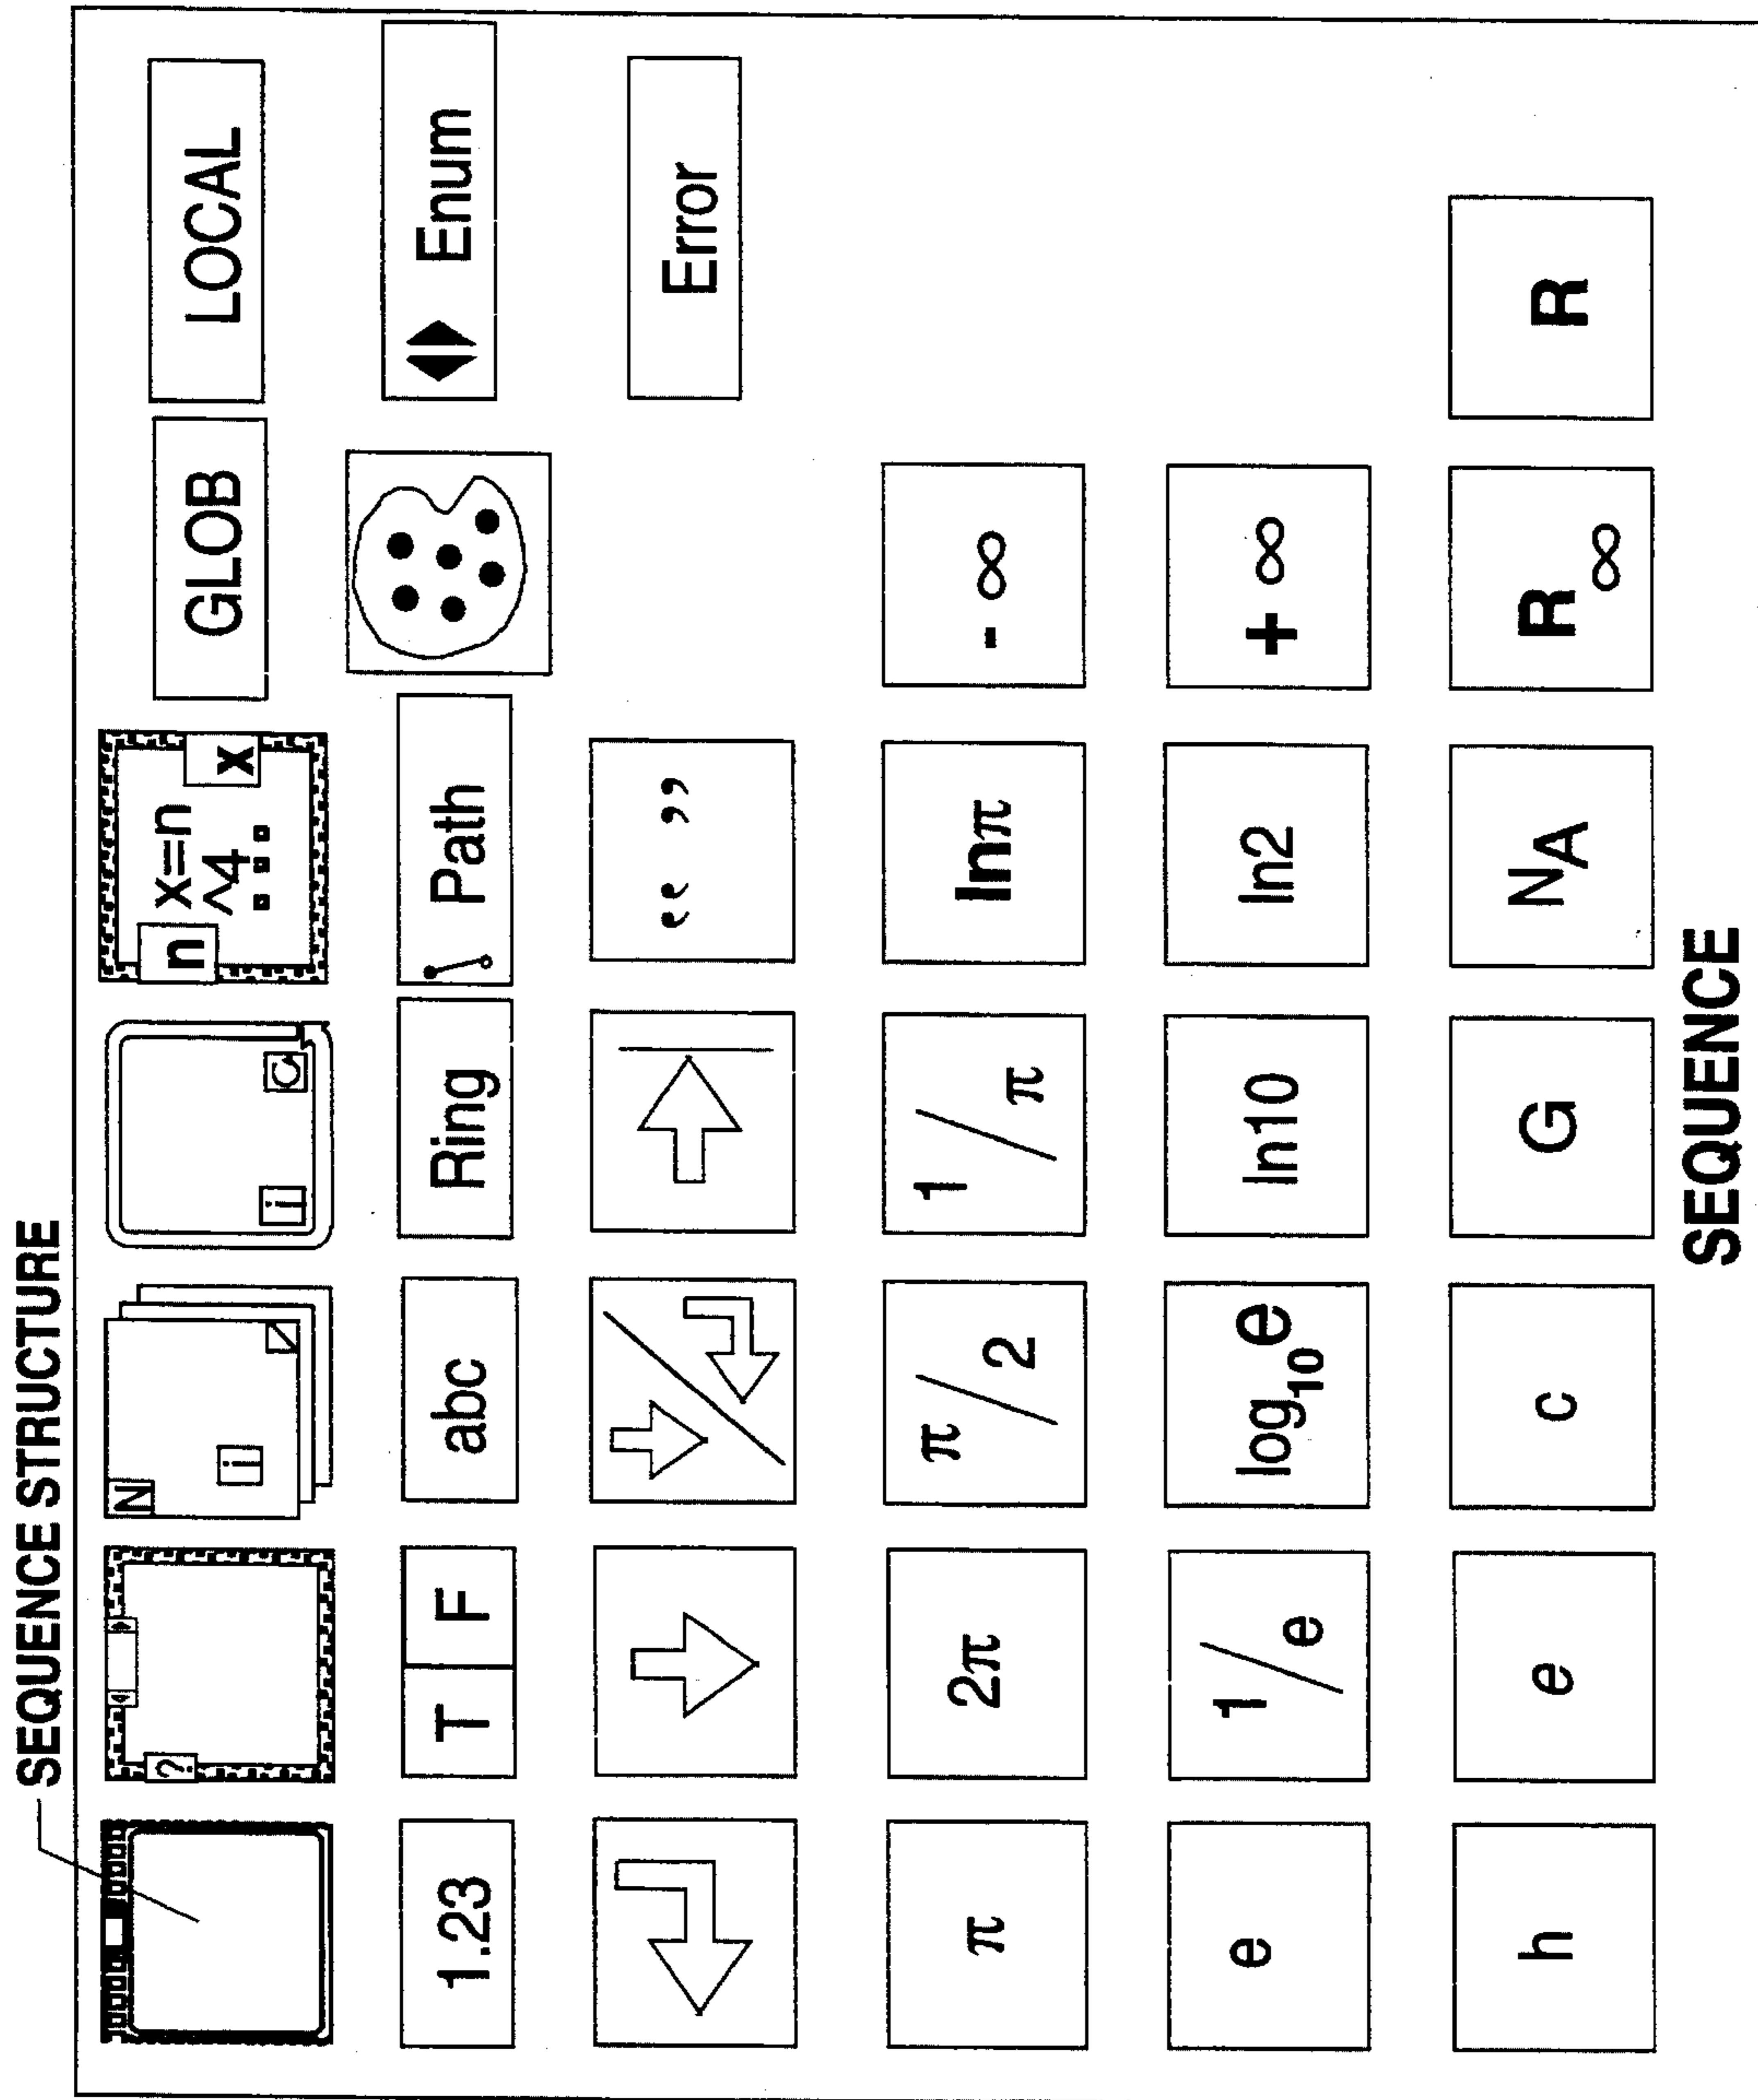 SEQUENCE STRUCTURE
? N i i n x=n ^4 x GLOB LOCAL
1.23 T F abc Ring Path Enum
“ ” Error
π 2π π/2 1/π lnπ - ∞
e 1/e log10e ln10 ln2 + ∞
h e c G NA R∞ R
SEQUENCE